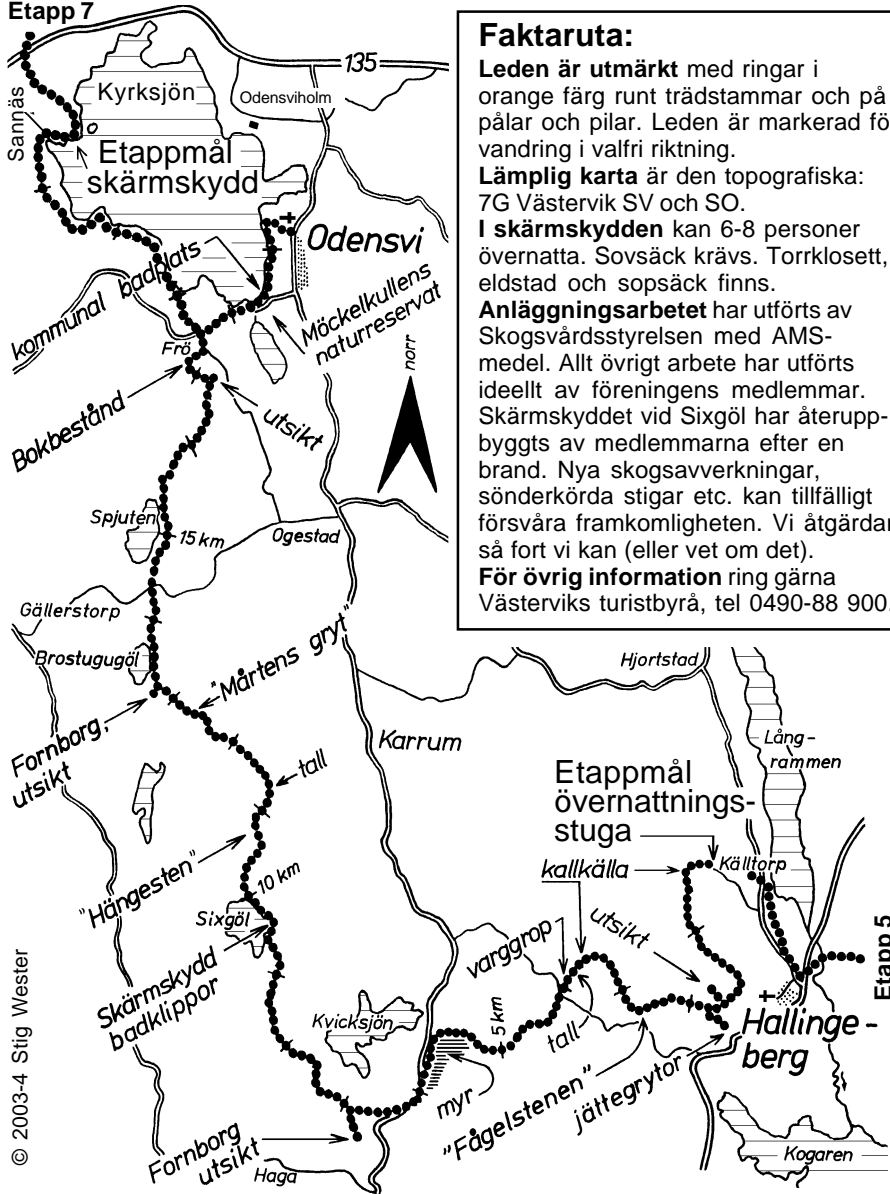 Etapp 7
135
Kyrksjön
Odensviholm
Sannäs
Etappmål
skärmskydd
Odensvi
kommunal badplats
Möckelkullens
naturreservat
Frö
norr
Bokbestånd
utsikt
Spjuten
15 km
Ogestad
Gällerstorp
Brostugugöl
"Mårtens gryt"
Fornborg,
utsikt
tall
Karrum
"Hängesten"
10 km
Sixgöl
Skärmskydd
badklippor
Kvicksjön
Fornborg
utsikt
Haga
myr
5 km
varggrop
tall
"Fågelstenen"
jättegrytor
kallkälla
utsikt
Etappmål
övernattnings-
stuga
Källtorp
Hjortstad
Lång-
rammen
Etapp 5
Hallinge-
berg
Kogaren
© 2003-4 Stig Wester
Faktaruta:
Leden är utmärkt med ringar i
orange färg runt trädstammar och på
pålar och pilar. Leden är markerad fö
vandring i valfri riktning.
Lämplig karta är den topografiska:
7G Västervik SV och SO.
I skärmskydden kan 6-8 personer
övernatta. Sovsäck krävs. Torrklosett,
eldstad och sopsäck finns.
Anläggningsarbetet har utförts av
Skogsvårdsstyrelsen med AMS-
medel. Allt övrigt arbete har utförts
ideellt av föreningens medlemmar.
Skärmskyddet vid Sixgöl har återupp-
byggts av medlemmarna efter en
brand. Nya skogsavverkningar,
sönderkörda stigar etc. kan tillfälligt
försvåra framkomligheten. Vi åtgärdar
så fort vi kan (eller vet om det).
För övrig information ring gärna
Västerviks turistbyrå, tel 0490-88 900.